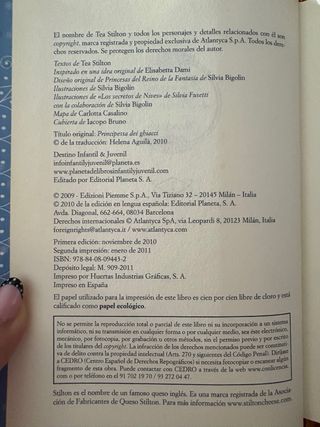 El nombre de Tea Stilton y todos los personajes y detalles relacionados con él son
copyright, marca registrada y propiedad exclusiva de Atlantyca S.p.A. Todos los dere-
chos reservados. Se protegen los derechos morales del autor.
Textos de Tea Stilton
Inspirado en una idea original de Elisabetta Dami
Diseño original de Princesas del Reino de la Fantasía de Silvia Bigolin
Ilustraciones de Silvia Bigolin
Ilustraciones de «Los secretos de Nives» de Silvia Fusetti
con la colaboración de Silvia Bigolin
Mapa de Carlotta Casalino
Cubierta de Iacopo Bruno
Título original: Principessa dei ghiacci
© de la traducción: Helena Aguilà, 2010
Destino Infantil & Juvenil
infoinfantilyjuvenil@planeta.es
www.planetadelibrosinfantilyjuvenil.com
Editado por Editorial Planeta S. A.
© 2009 - Edizioni Piemme S.p.A., Via Tiziano 32 – 20145 Milán – Italia
© 2010 de la edición en lengua española: Editorial Planeta S. A.
Avda. Diagonal, 662-664, 08034 Barcelona
Derechos internacionales © Atlantyca SpA, via Leopardi 8, 20123 Milán, Italia
foreignrights@atlantyca.it / www.atlantyca.com
Primera edición: noviembre de 2010
Segunda impresión: enero de 2011
ISBN: 978-84-08-09443-2
Depósito legal: M. 909-2011
Impreso por Huertas Industrias Gráficas, S. A.
Impreso en España
El papel utilizado para la impresión de este libro es cien por cien libre de cloro y está
calificado como papel ecológico.
No se permite la reproducción total o parcial de este libro ni su incorporación a un sistema
informático, ni su transmisión en cualquier forma o por cualquier medio, sea éste electrónico,
mecánico, por fotocopia, por grabación u otros métodos, sin el permiso previo y por escrito
de los titulares del copyright. La infracción de los derechos mencionados puede ser constituti-
va de delito contra la propiedad intelectual (Arts. 270 y siguientes del Código Penal). Diríjase
a CEDRO (Centro Español de Derechos Reprográficos) si necesita fotocopiar o escanear algún
fragmento de esta obra. Puede contactar con CEDRO a través de la web www.conlicencia.
com o por teléfono en el 91 702 19 70 / 93 272 04 47.
Stilton es el nombre de un famoso queso inglés. Es una marca registrada de la Asocia-
ción de Fabricantes de Queso Stilton. Para más información www.stiltoncheese.com